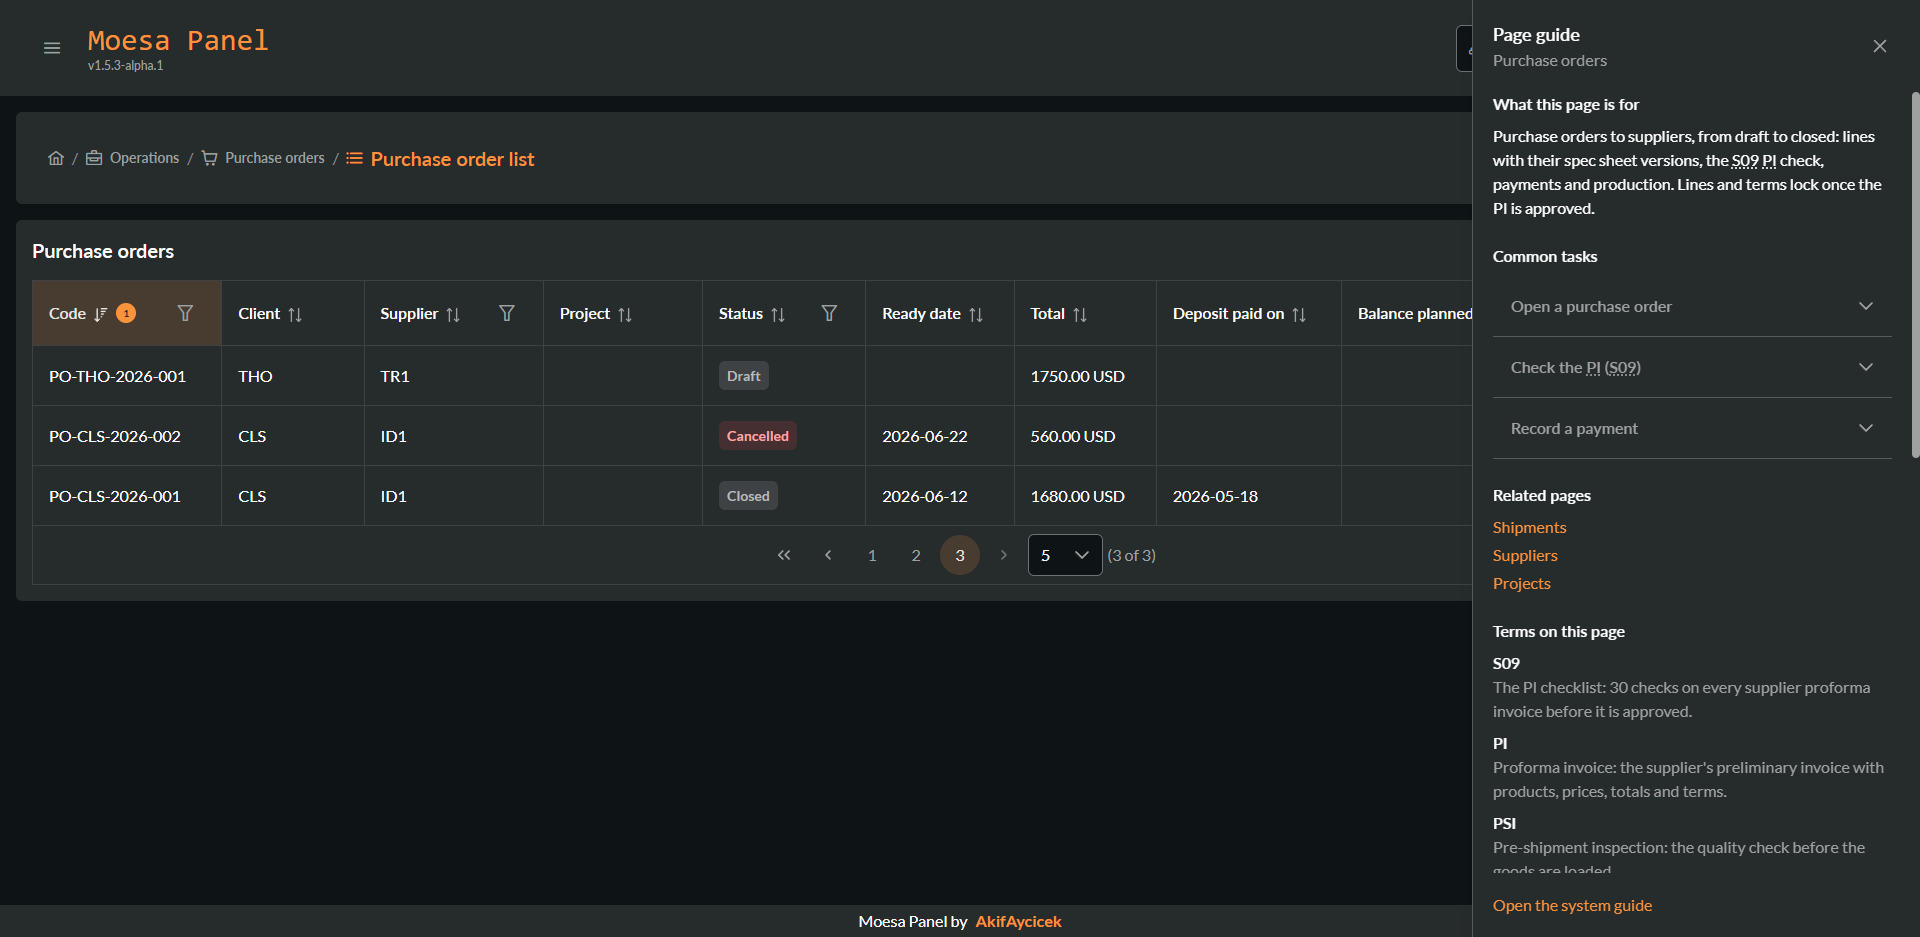 Moesa Panel
v1.5.3-alpha.1
/ Operations / Purchase orders / Purchase order list
Purchase orders
Code 1 Client Supplier Project Status Ready date Total Deposit paid on Balance planned
PO-THO-2026-001 THO TR1 Draft 1750.00 USD
PO-CLS-2026-002 CLS ID1 Cancelled 2026-06-22 560.00 USD
PO-CLS-2026-001 CLS ID1 Closed 2026-06-12 1680.00 USD 2026-05-18
« ‹ 1 2 3 › 5 (3 of 3)
Moesa Panel by AkifAycicek
Page guide
Purchase orders
What this page is for
Purchase orders to suppliers, from draft to closed: lines
with their spec sheet versions, the S09 PI check,
payments and production. Lines and terms lock once the
PI is approved.
Common tasks
Open a purchase order
Check the PI (S09)
Record a payment
Related pages
Shipments
Suppliers
Projects
Terms on this page
S09
The PI checklist: 30 checks on every supplier proforma
invoice before it is approved.
PI
Proforma invoice: the supplier's preliminary invoice with
products, prices, totals and terms.
PSI
Pre-shipment inspection: the quality check before the
goods are loaded
Open the system guide